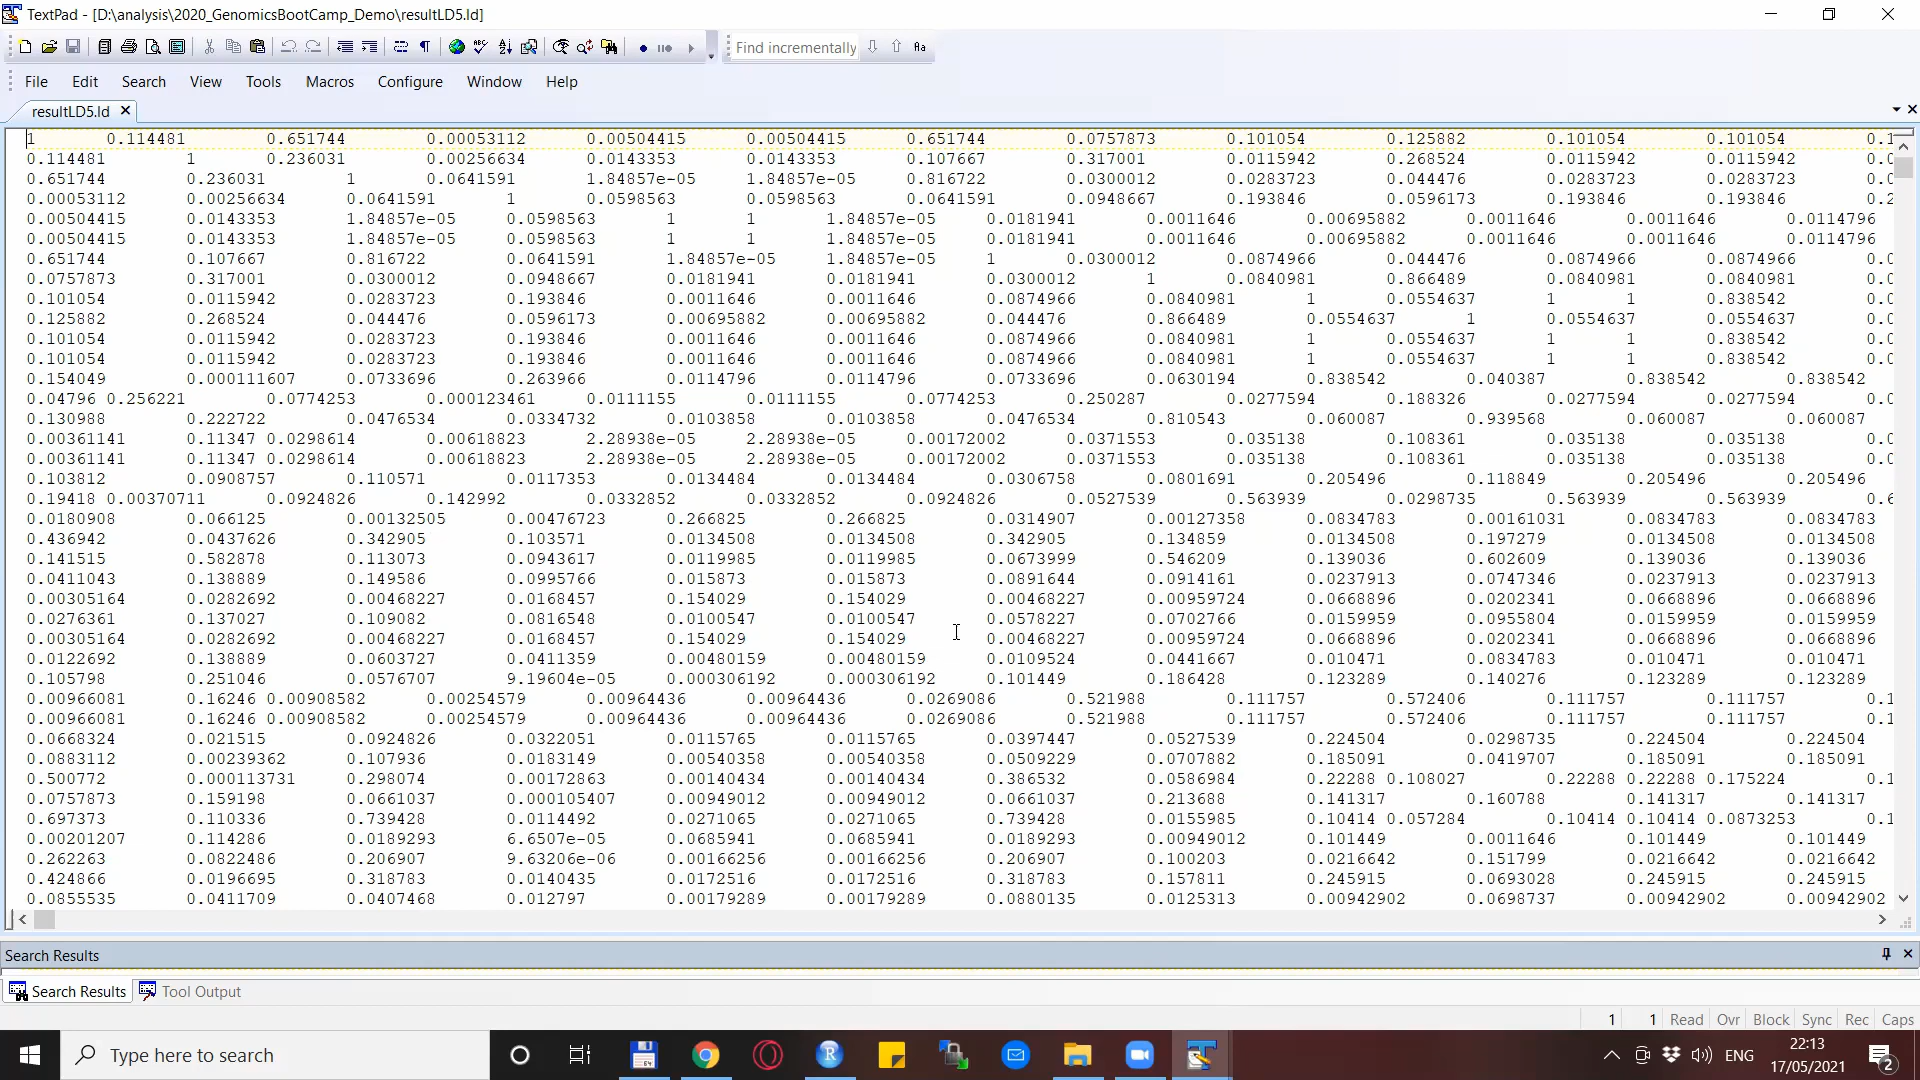 TextPad - [D:\analysis\2020_GenomicsBootCamp_Demo\resultLD5.ld]
Find incrementally
File Edit Search View Tools Macros Configure Window Help
resultLD5.ld
1 0.114481 0.651744 0.00053112 0.00504415 0.00504415 0.651744 0.0757873 0.101054 0.125882 0.101054 0.101054 0.1
0.114481 1 0.236031 0.00256634 0.0143353 0.0143353 0.107667 0.317001 0.0115942 0.268524 0.0115942 0.0115942 0.0
0.651744 0.236031 1 0.0641591 1.84857e-05 1.84857e-05 0.816722 0.0300012 0.0283723 0.044476 0.0283723 0.0283723 0.0
0.00053112 0.00256634 0.0641591 1 0.0598563 0.0598563 0.0641591 0.0948667 0.193846 0.0596173 0.193846 0.193846 0.2
0.00504415 0.0143353 1.84857e-05 0.0598563 1 1 1.84857e-05 0.0181941 0.0011646 0.00695882 0.0011646 0.0011646 0.0114796
0.00504415 0.0143353 1.84857e-05 0.0598563 1 1 1.84857e-05 0.0181941 0.0011646 0.00695882 0.0011646 0.0011646 0.0114796
0.651744 0.107667 0.816722 0.0641591 1.84857e-05 1.84857e-05 1 0.0300012 0.0874966 0.044476 0.0874966 0.0874966 0.0
0.0757873 0.317001 0.0300012 0.0948667 0.0181941 0.0181941 0.0300012 1 0.0840981 0.866489 0.0840981 0.0840981 0.0
0.101054 0.0115942 0.0283723 0.193846 0.0011646 0.0011646 0.0874966 0.0840981 1 0.0554637 1 1 0.838542 0.0
0.125882 0.268524 0.044476 0.0596173 0.00695882 0.00695882 0.044476 0.866489 0.0554637 1 0.0554637 0.0554637 0.0
0.101054 0.0115942 0.0283723 0.193846 0.0011646 0.0011646 0.0874966 0.0840981 1 0.0554637 1 1 0.838542 0.0
0.101054 0.0115942 0.0283723 0.193846 0.0011646 0.0011646 0.0874966 0.0840981 1 0.0554637 1 1 0.838542 0.0
0.154049 0.000111607 0.0733696 0.263966 0.0114796 0.0114796 0.0733696 0.0630194 0.838542 0.040387 0.838542 0.838542
0.04796 0.256221 0.0774253 0.000123461 0.0111155 0.0111155 0.0774253 0.250287 0.0277594 0.188326 0.0277594 0.0277594 0.0
0.130988 0.222722 0.0476534 0.0334732 0.0103858 0.0103858 0.0476534 0.810543 0.060087 0.939568 0.060087 0.060087
0.00361141 0.11347 0.0298614 0.00618823 2.28938e-05 2.28938e-05 0.00172002 0.0371553 0.035138 0.108361 0.035138 0.035138 0.0
0.00361141 0.11347 0.0298614 0.00618823 2.28938e-05 2.28938e-05 0.00172002 0.0371553 0.035138 0.108361 0.035138 0.035138 0.0
0.103812 0.0908757 0.110571 0.0117353 0.0134484 0.0134484 0.0306758 0.0801691 0.205496 0.118849 0.205496 0.205496
0.19418 0.00370711 0.0924826 0.142992 0.0332852 0.0332852 0.0924826 0.0527539 0.563939 0.0298735 0.563939 0.563939 0.6
0.0180908 0.066125 0.00132505 0.00476723 0.266825 0.266825 0.0314907 0.00127358 0.0834783 0.00161031 0.0834783 0.0834783
0.436942 0.0437626 0.342905 0.103571 0.0134508 0.0134508 0.342905 0.134859 0.0134508 0.197279 0.0134508 0.0134508
0.141515 0.582878 0.113073 0.0943617 0.0119985 0.0119985 0.0673999 0.546209 0.139036 0.602609 0.139036 0.139036
0.0411043 0.138889 0.149586 0.0995766 0.015873 0.015873 0.0891644 0.0914161 0.0237913 0.0747346 0.0237913 0.0237913
0.00305164 0.0282692 0.00468227 0.0168457 0.154029 0.154029 0.00468227 0.00959724 0.0668896 0.0202341 0.0668896 0.0668896
0.0276361 0.137027 0.109082 0.0816548 0.0100547 0.0100547 0.0578227 0.0702766 0.0159959 0.0955804 0.0159959 0.0159959
0.00305164 0.0282692 0.00468227 0.0168457 0.154029 0.154029 0.00468227 0.00959724 0.0668896 0.0202341 0.0668896 0.0668896
0.0122692 0.138889 0.0603727 0.0411359 0.00480159 0.00480159 0.0109524 0.0441667 0.010471 0.0834783 0.010471 0.010471
0.105798 0.251046 0.0576707 9.19604e-05 0.000306192 0.000306192 0.101449 0.186428 0.123289 0.140276 0.123289 0.123289
0.00966081 0.16246 0.00908582 0.00254579 0.00964436 0.00964436 0.0269086 0.521988 0.111757 0.572406 0.111757 0.111757 0.1
0.00966081 0.16246 0.00908582 0.00254579 0.00964436 0.00964436 0.0269086 0.521988 0.111757 0.572406 0.111757 0.111757 0.1
0.0668324 0.021515 0.0924826 0.0322051 0.0115765 0.0115765 0.0397447 0.0527539 0.224504 0.0298735 0.224504 0.224504
0.0883112 0.00239362 0.107936 0.0183149 0.00540358 0.00540358 0.0509229 0.0707882 0.185091 0.0419707 0.185091 0.185091
0.500772 0.000113731 0.298074 0.00172863 0.00140434 0.00140434 0.386532 0.0586984 0.22288 0.108027 0.22288 0.22288 0.175224 0.1
0.0757873 0.159198 0.0661037 0.000105407 0.00949012 0.00949012 0.0661037 0.213688 0.141317 0.160788 0.141317 0.141317
0.697373 0.110336 0.739428 0.0114492 0.0271065 0.0271065 0.739428 0.0155985 0.10414 0.057284 0.10414 0.10414 0.0873253 0.1
0.00201207 0.114286 0.0189293 6.6507e-05 0.0685941 0.0685941 0.0189293 0.00949012 0.101449 0.0011646 0.101449 0.101449
0.262263 0.0822486 0.206907 9.63206e-06 0.00166256 0.00166256 0.206907 0.100203 0.0216642 0.151799 0.0216642 0.0216642
0.424866 0.0196695 0.318783 0.0140435 0.0172516 0.0172516 0.318783 0.157811 0.245915 0.0693028 0.245915 0.245915
0.0855535 0.0411709 0.0407468 0.012797 0.00179289 0.00179289 0.0880135 0.0125313 0.00942902 0.0698737 0.00942902 0.00942902
Search Results
Search Results Tool Output
1 1 Read Ovr Block Sync Rec Caps
Type here to search
ENG
22:13
17/05/2021
2